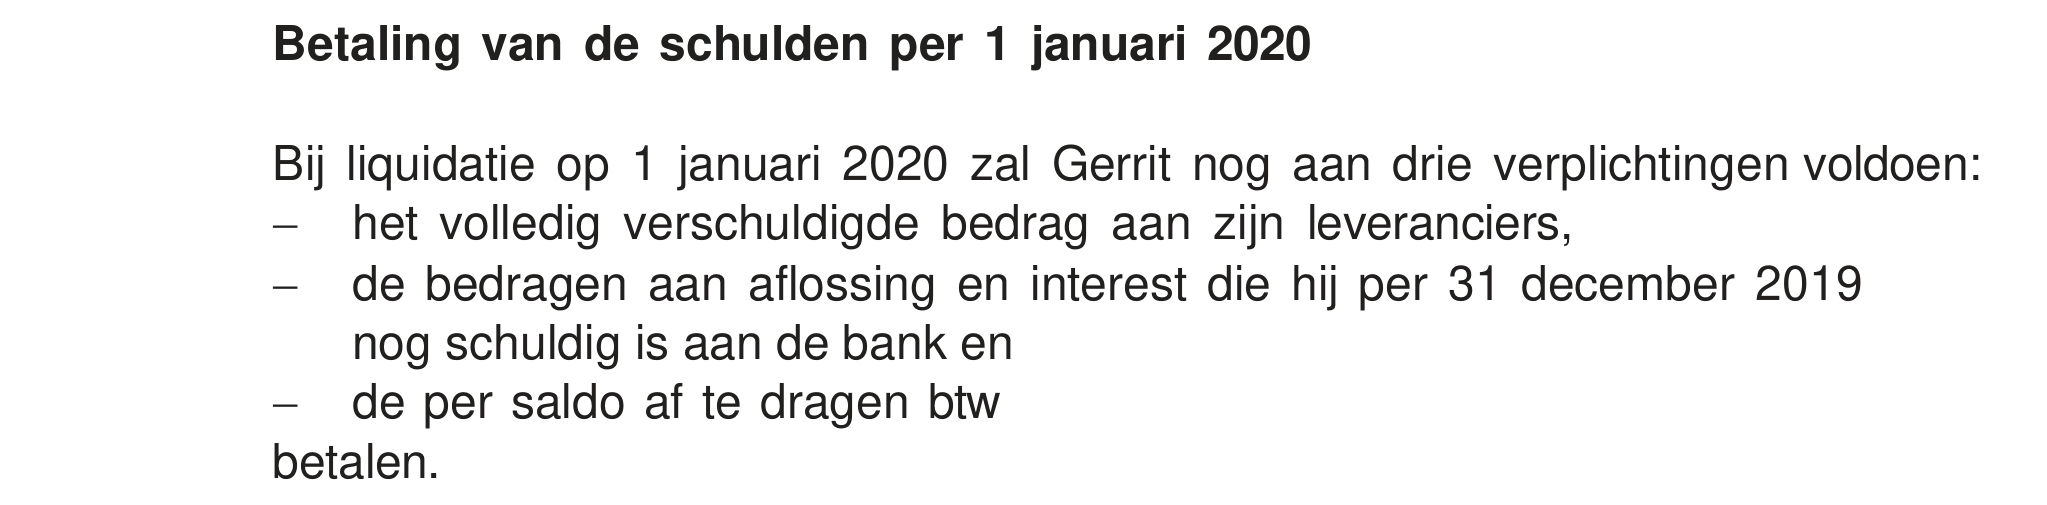 Betaling van de schulden per 1 januari 2020
Bij liquidatie op 1 januari 2020 zal Gerrit nog aan drie verplichtingen voldoen:
– het volledig verschuldigde bedrag aan zijn leveranciers,
– de bedragen aan aflossing en interest die hij per 31 december 2019
nog schuldig is aan de bank en
– de per saldo af te dragen btw
betalen.